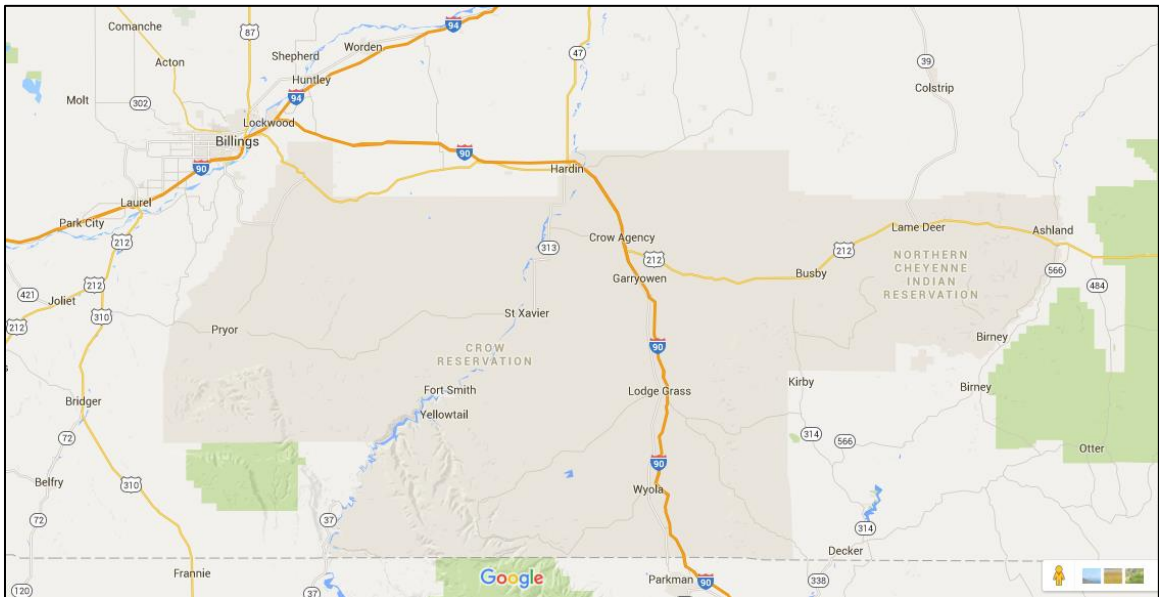 Comanche
87
94
Acton
Shepherd
Worden
47
39
Huntley
Colstrip
Molt
302
94
Lockwood
Billings
90
90
Hardin
Laurel
Park City
212
Crow Agency
Lame Deer
Ashland
313
212
212
Garryowen
Busby
NORTHERN
CHEYENNE
INDIAN
RESERVATION
566
484
421
212
Joliet
310
212
Pryor
St Xavier
CROW
RESERVATION
90
Birney
Kirby
Birney
Fort Smith
Lodge Grass
Bridger
Yellowtail
72
314
566
Otter
90
Belfry
310
Wyola
72
37
314
Decker
Frannie
Google
Parkman
90
338
120
37